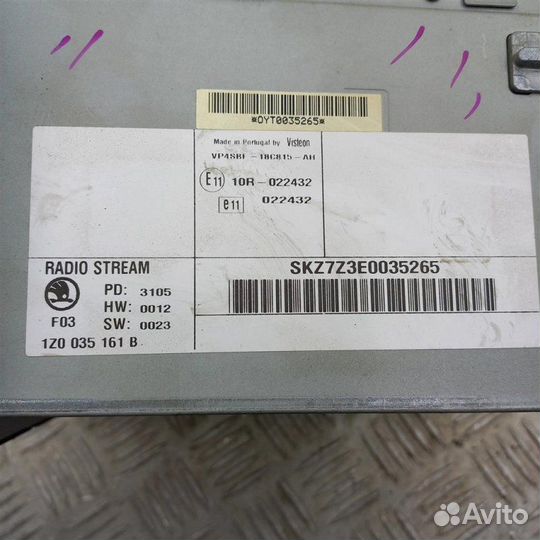 *OYT0035265*
Made in Portugal by Visteon
VP4SBF-18C815-AH
E11 10R-022432
e11 022432
RADIO STREAM
SKZ7Z3E0035265
PD: 3105
HW: 0012
F03 SW: 0023
1Z0 035 161 B
Avito